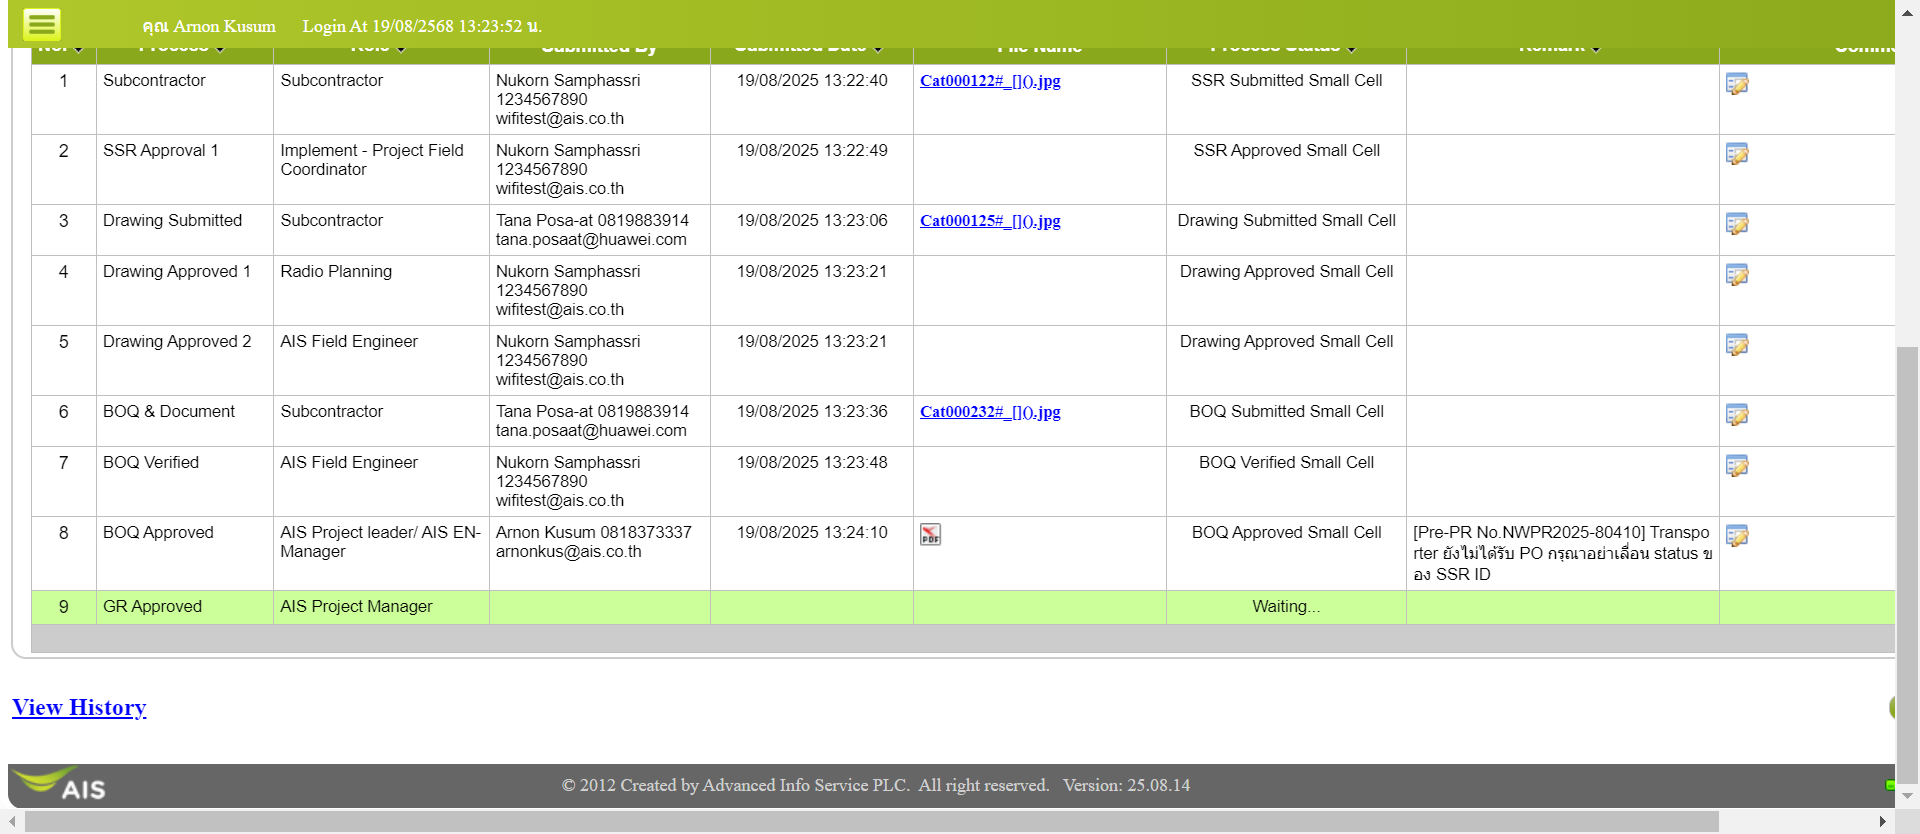 คุณ Arnon Kusum Login At 19/08/2568 13:23:52 น.
No. Process Role Submitted By Submitted Date File Name Process Status Remark
1 Subcontractor Subcontractor Nukorn Samphassri 19/08/2025 13:22:40 Cat000122#_[]().jpg SSR Submitted Small Cell
1234567890
wifitest@ais.co.th
2 SSR Approval 1 Implement - Project Field Nukorn Samphassri 19/08/2025 13:22:49 SSR Approved Small Cell
Coordinator 1234567890
wifitest@ais.co.th
3 Drawing Submitted Subcontractor Tana Posa-at 0819883914 19/08/2025 13:23:06 Cat000125#_[]().jpg Drawing Submitted Small Cell
tana.posaat@huawei.com
4 Drawing Approved 1 Radio Planning Nukorn Samphassri 19/08/2025 13:23:21 Drawing Approved Small Cell
1234567890
wifitest@ais.co.th
5 Drawing Approved 2 AIS Field Engineer Nukorn Samphassri 19/08/2025 13:23:21 Drawing Approved Small Cell
1234567890
wifitest@ais.co.th
6 BOQ & Document Subcontractor Tana Posa-at 0819883914 19/08/2025 13:23:36 Cat000232#_[]().jpg BOQ Submitted Small Cell
tana.posaat@huawei.com
7 BOQ Verified AIS Field Engineer Nukorn Samphassri 19/08/2025 13:23:48 BOQ Verified Small Cell
1234567890
wifitest@ais.co.th
8 BOQ Approved AIS Project leader/ AIS EN- Arnon Kusum 0818373337 19/08/2025 13:24:10 PDF BOQ Approved Small Cell [Pre-PR No.NWPR2025-80410] Transpo
Manager arnonkus@ais.co.th rter ยังไม่ได้รับ PO กรุณาอย่าเลื่อน status ข
อง SSR ID
9 GR Approved AIS Project Manager Waiting...
View History
AIS © 2012 Created by Advanced Info Service PLC. All right reserved. Version: 25.08.14